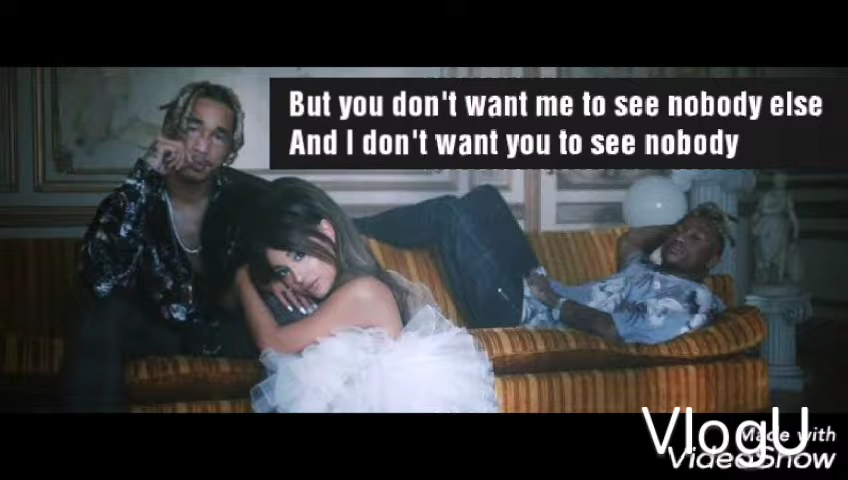 But you don't want me to see nobody else
And I don't want you to see nobody
VlogU
Made with
VideoShow